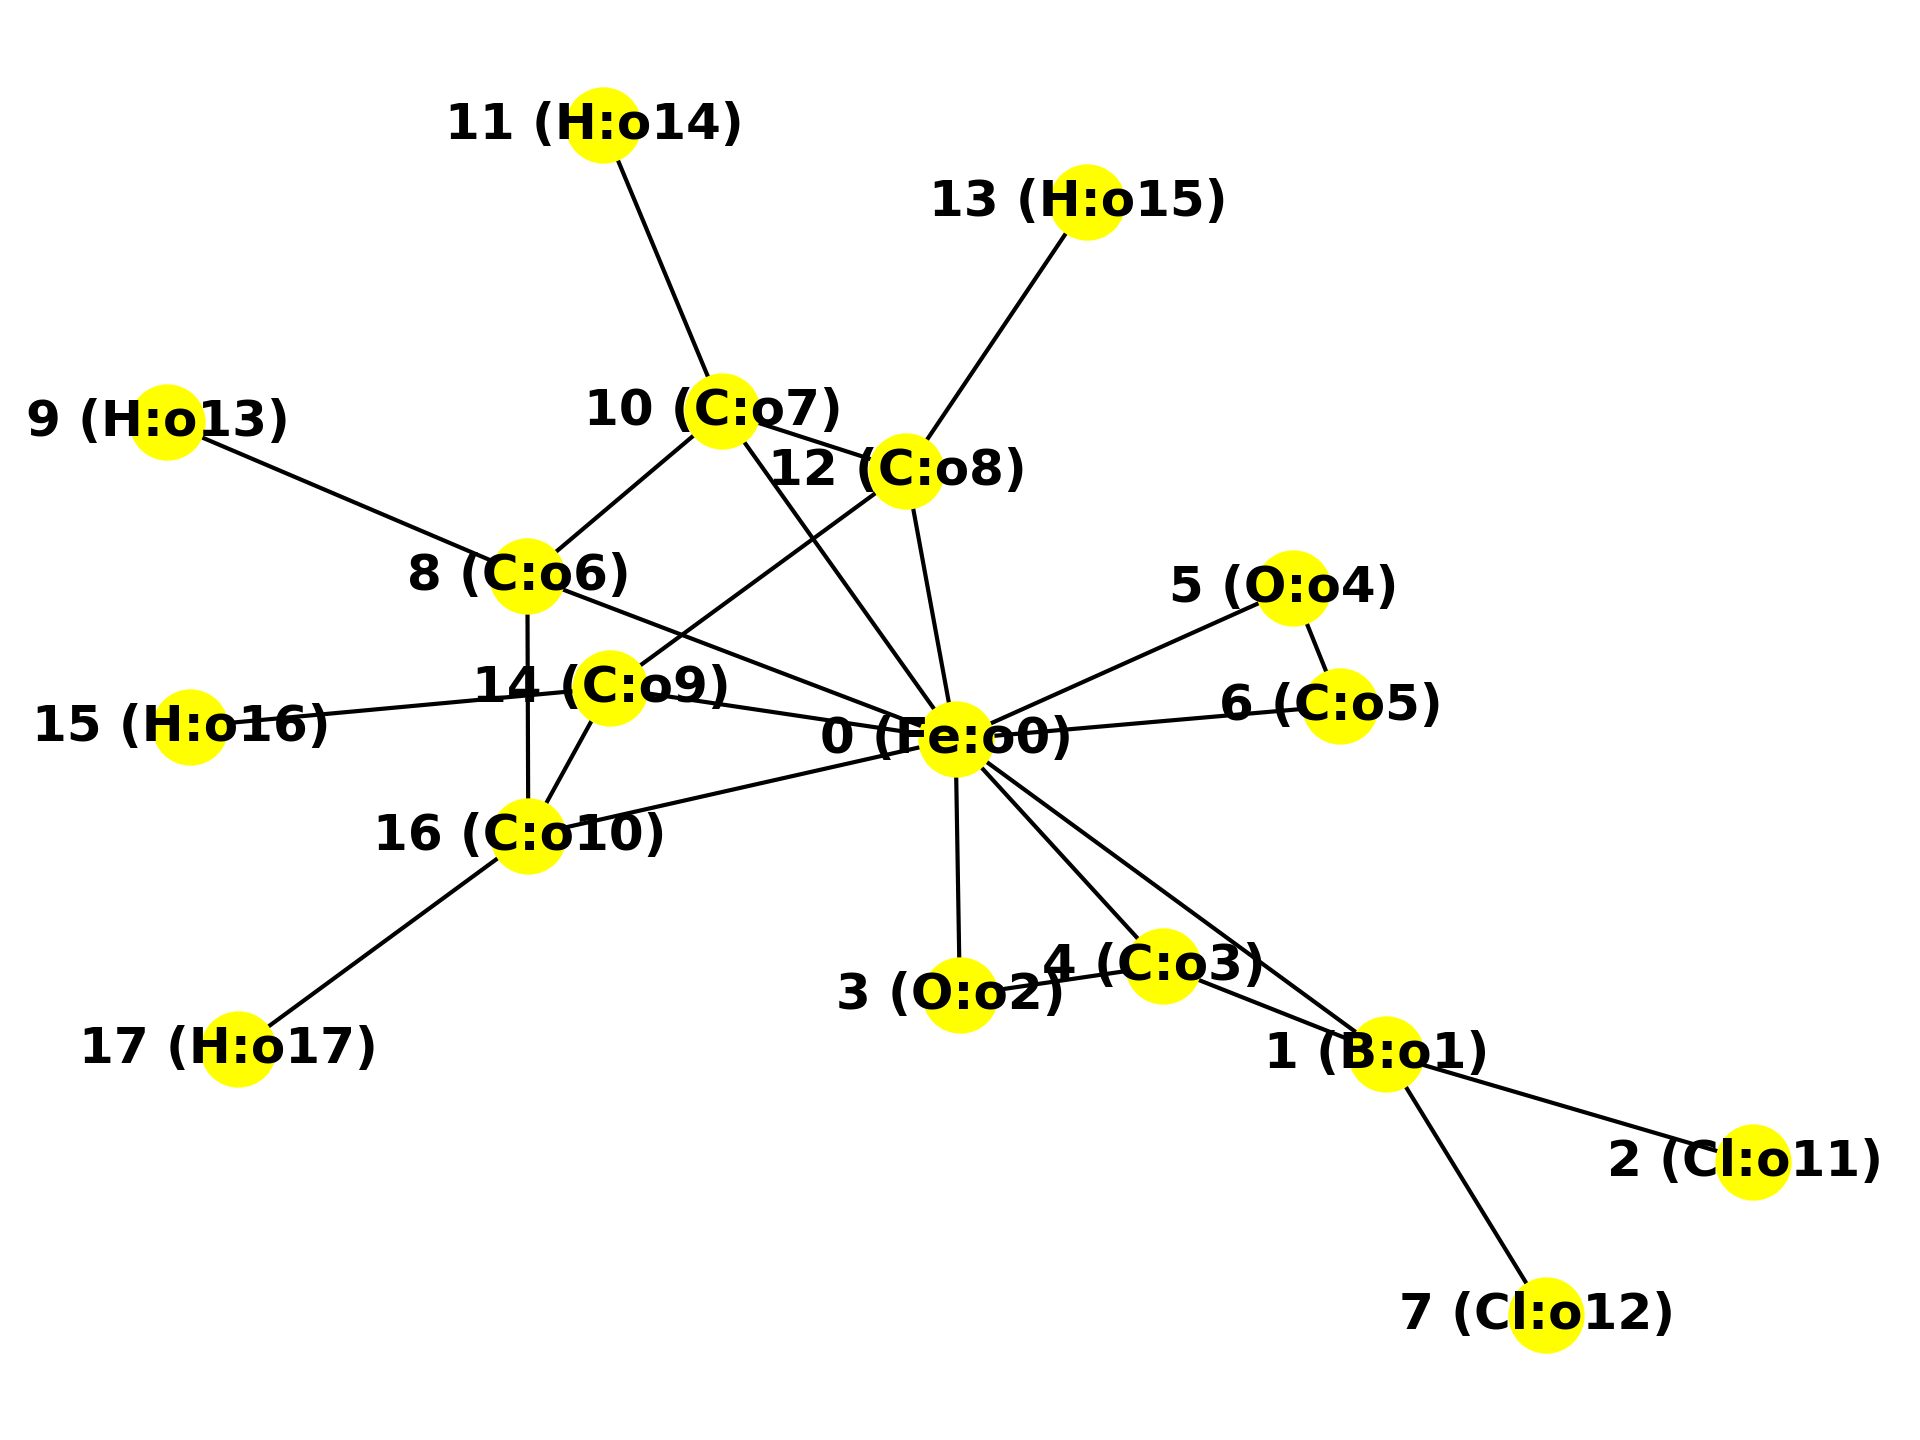 11 (H:o14)
13 (H:o15)
10 (C:o7)
9 (H:o13)
12 (C:o8)
8 (C:o6)
5 (O:o4)
14 (C:o9)
6 (C:o5)
15 (H:o16)
0 (Fe:o0)
16 (C:o10)
4 (C:o3)
3 (O:o2)
17 (H:o17)
1 (B:o1)
2 (Cl:o11)
7 (Cl:o12)